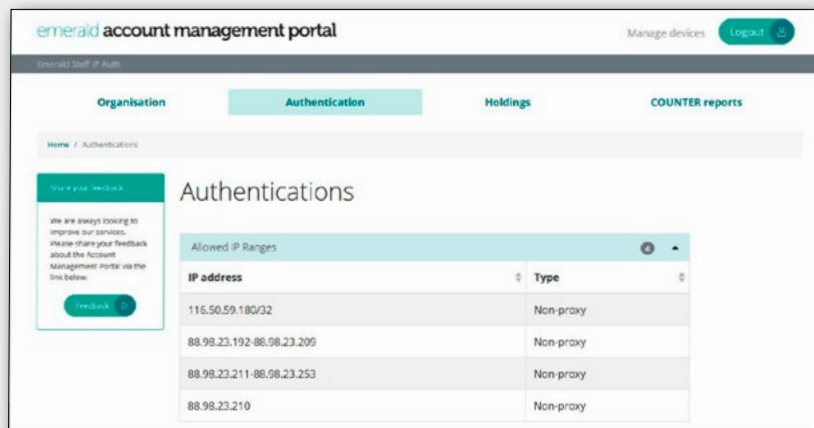 emerald account management portal
Manage devices
Logout
Emerald Staff IP Auth
Organisation
Authentication
Holdings
COUNTER reports
Home / Authentications
Share your feedback
We are always looking to
improve our services.
Please share your feedback
about the Account
Management Portal via the
link below.
Feedback
Authentications
Allowed IP Ranges
4
IP address
Type
116.50.59.180/32
Non-proxy
88.98.23.192-88.98.23.209
Non-proxy
88.98.23.211-88.98.23.253
Non-proxy
88.98.23.210
Non-proxy